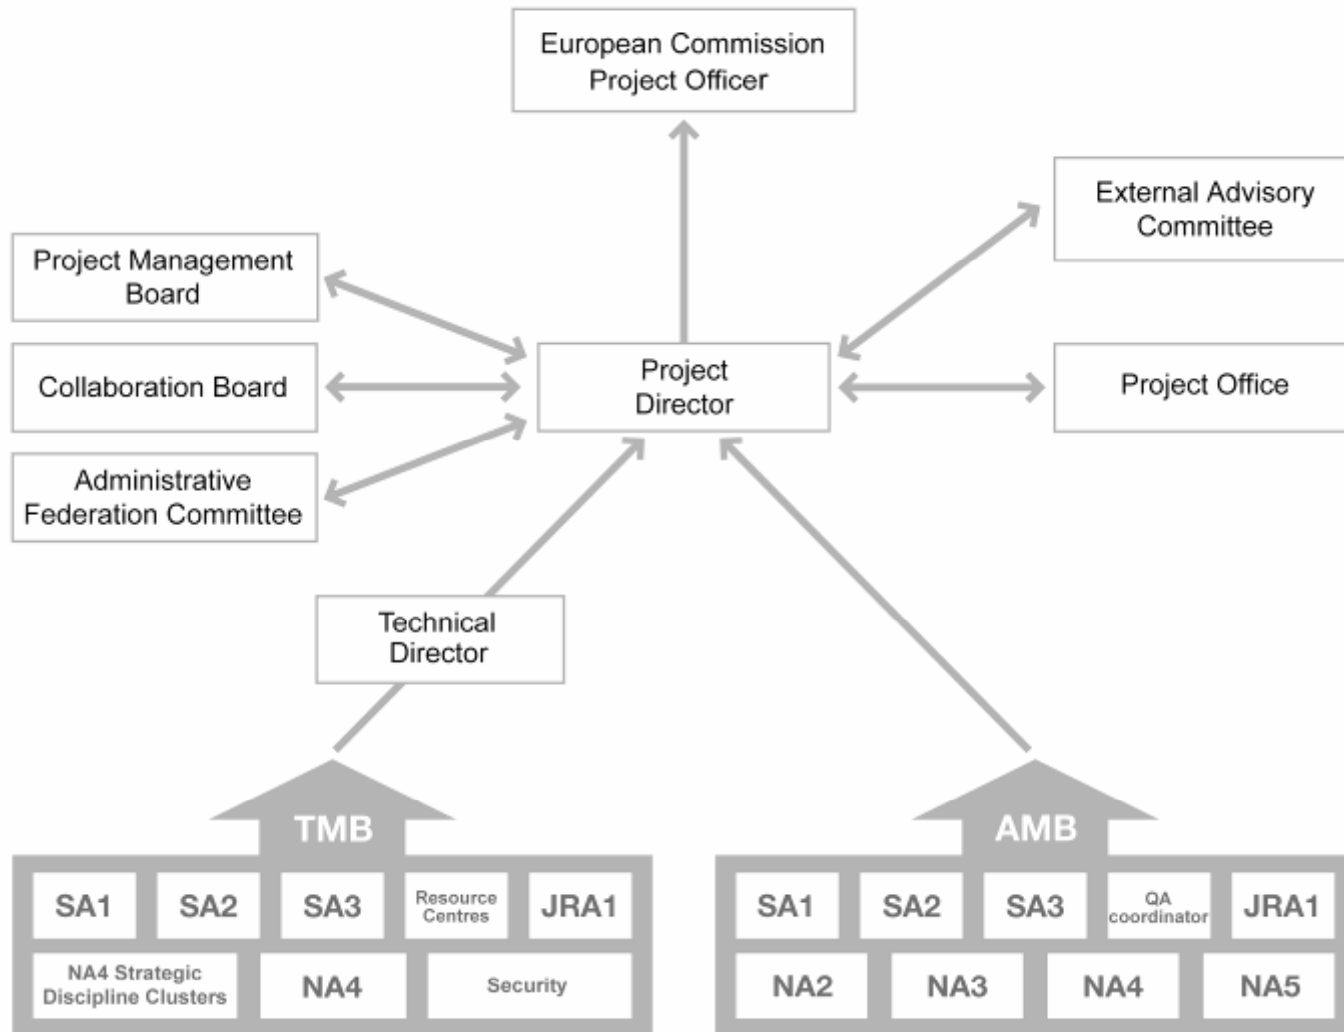 European Commission
Project Officer
External Advisory
Committee
Project Management
Board
Collaboration Board
Project
Director
Project Office
Administrative
Federation Committee
Technical
Director
TMB
SA1
SA2
SA3
Resource
Centres
JRA1
NA4 Strategic
Discipline Clusters
NA4
Security
AMB
SA1
SA2
SA3
QA
coordinator
JRA1
NA2
NA3
NA4
NA5